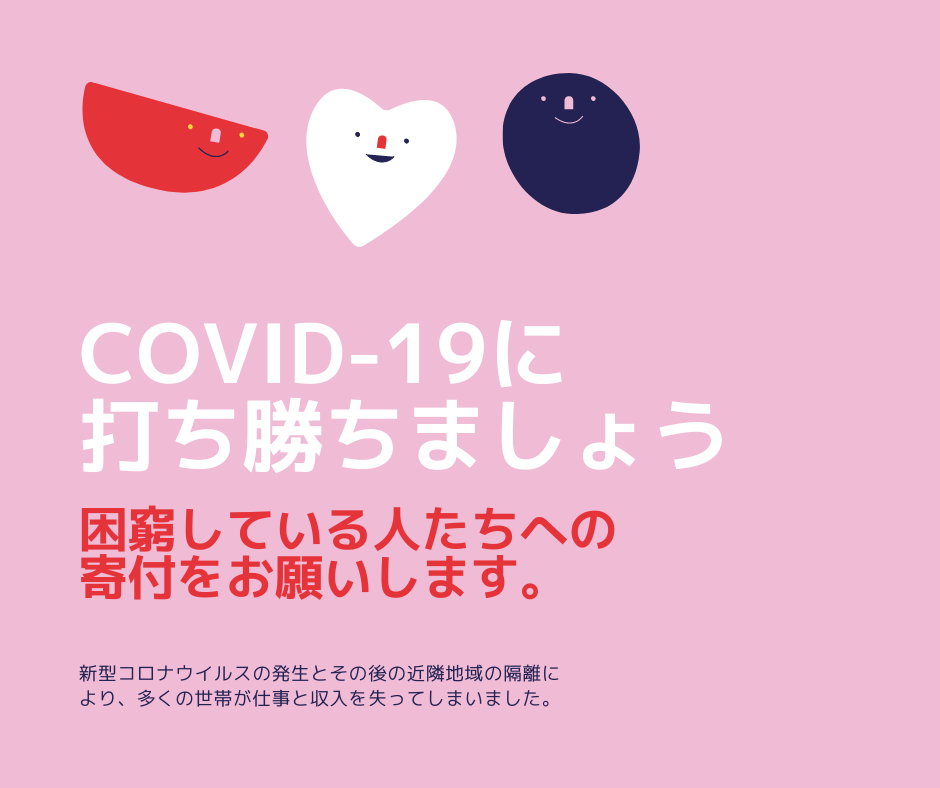 COVID-19に
打ち勝ちましょう
困窮している人たちへの
寄付をお願いします。
新型コロナウイルスの発生とその後の近隣地域の隔離に
より、多くの世帯が仕事と収入を失ってしまいました。